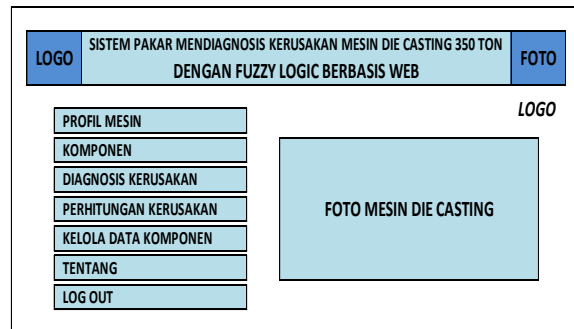 LOGO
SISTEM PAKAR MENDIAGNOSIS KERUSAKAN MESIN DIE CASTING 350 TON
DENGAN FUZZY LOGIC BERBASIS WEB
FOTO
LOGO
PROFIL MESIN
KOMPONEN
DIAGNOSIS KERUSAKAN
PERHITUNGAN KERUSAKAN
KELOLA DATA KOMPONEN
TENTANG
LOG OUT
FOTO MESIN DIE CASTING